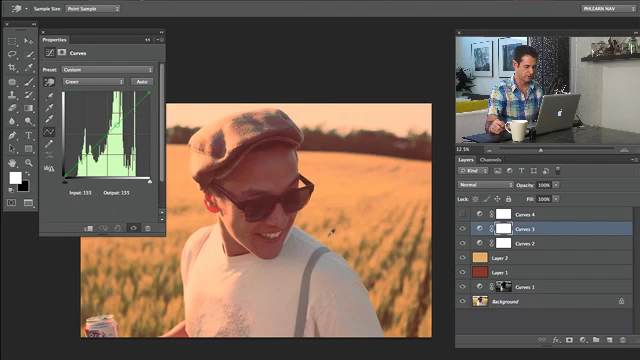 Sample Size: Point Sample
PHLEARN NAV
Properties
Curves
Preset: Custom
Green
Auto
Input: 155 Output: 155
12.5%
Layers Channels
Kind
Normal
Opacity: 100%
Lock:
Fill: 100%
Curves 4
Curves 3
Curves 2
Layer 2
Layer 1
Curves 1
Background